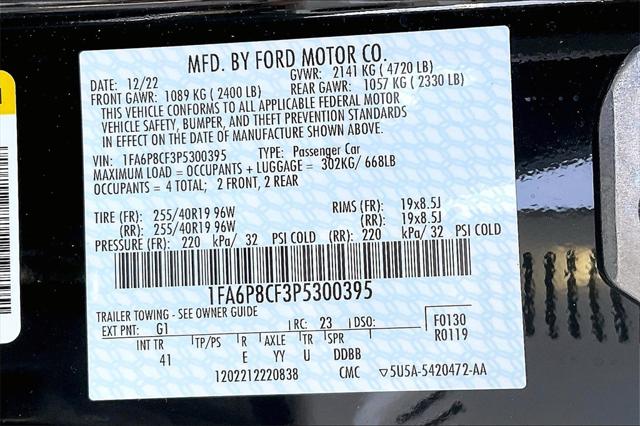 MFD. BY FORD MOTOR CO.
DATE: 12/22 GVWR: 2141 KG ( 4720 LB)
FRONT GAWR: 1089 KG ( 2400 LB) REAR GAWR: 1057 KG ( 2330 LB)
THIS VEHICLE CONFORMS TO ALL APPLICABLE FEDERAL MOTOR
VEHICLE SAFETY, BUMPER, AND THEFT PREVENTION STANDARDS
IN EFFECT ON THE DATE OF MANUFACTURE SHOWN ABOVE.
VIN: 1FA6P8CF3P5300395 TYPE: Passenger Car
MAXIMUM LOAD = OCCUPANTS + LUGGAGE = 302KG/ 668LB
OCCUPANTS = 4 TOTAL; 2 FRONT, 2 REAR
TIRE (FR): 255/40R19 96W RIMS (FR): 19x8.5J
(RR): 255/40R19 96W (RR): 19x8.5J
PRESSURE (FR): 220 kPa/ 32 PSI COLD (RR): 220 kPa/ 32 PSI COLD
1FA6P8CF3P5300395
TRAILER TOWING - SEE OWNER GUIDE
EXT PNT: G1 RC: 23 DSO: F0130
INT TR TP/PS R AXLE TR SPR R0119
41 E YY U DDBB
1202212220838 CMC ▽5U5A-5420472-AA